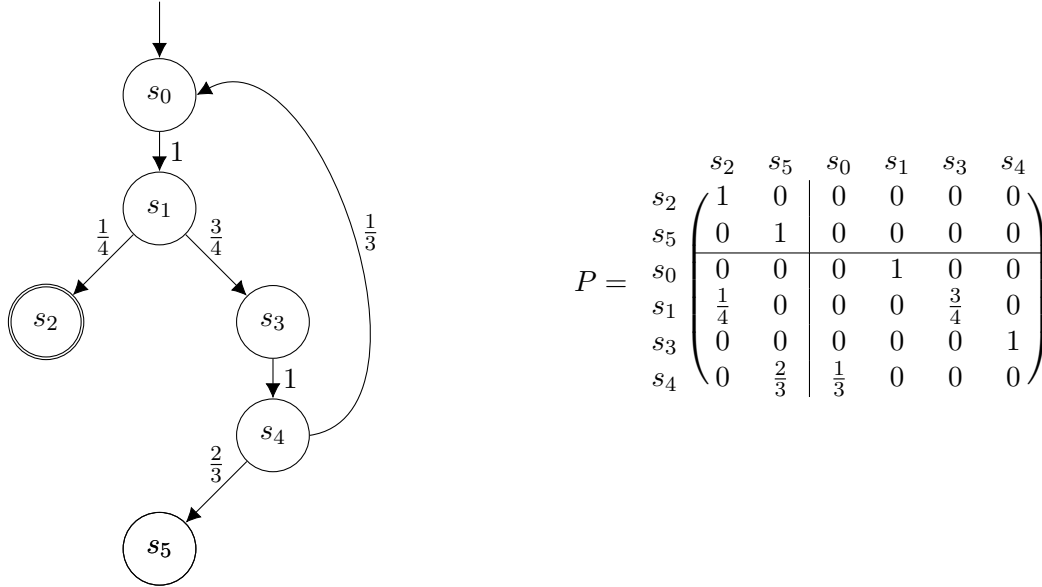 s₀
1
s₁
1/4 3/4
1/3
s₂ s₃
1
s₄
2/3
s₅
s₂ s₅ s₀ s₁ s₃ s₄
s₂ 1 0 0 0 0 0
s₅ 0 1 0 0 0 0
P =
s₀ 0 0 0 1 0 0
s₁ 1/4 0 0 0 3/4 0
s₃ 0 0 0 0 0 1
s₄ 0 2/3 1/3 0 0 0